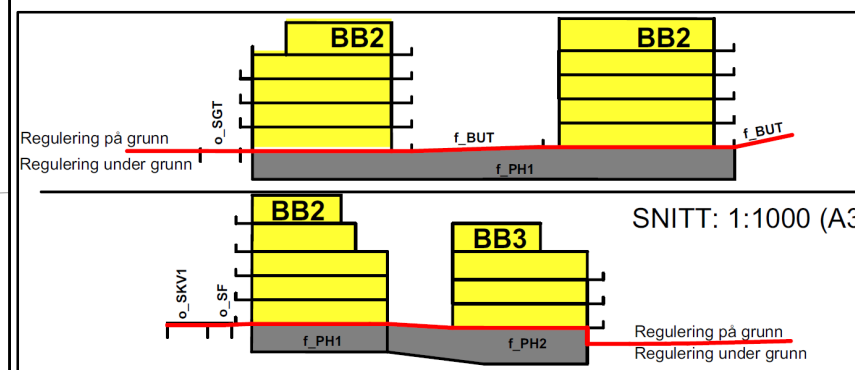 BB2
BB2
o_SGT
Regulering på grunn
f_BUT
f_BUT
Regulering under grunn
f_PH1
BB2
SNITT: 1:1000 (A3
BB3
o_SKV1
o_SF
Regulering på grunn
f_PH1
f_PH2
Regulering under grunn